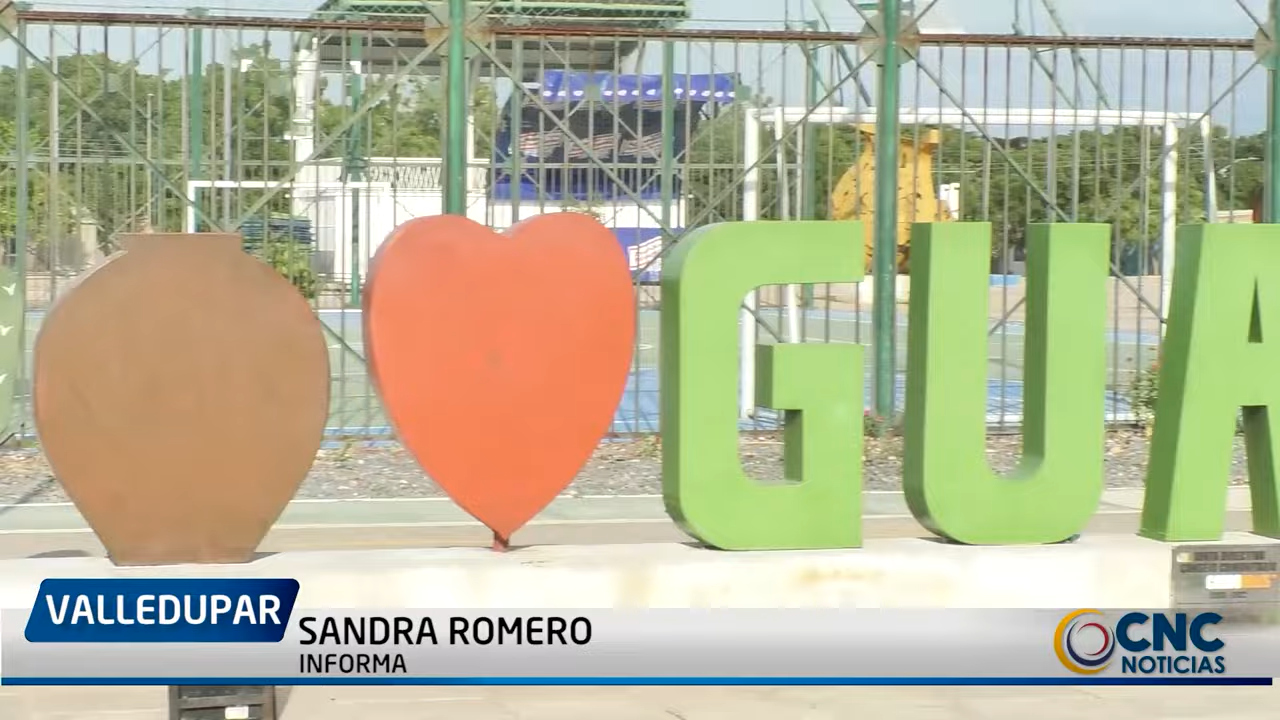 GUA
VALLEDUPAR
SANDRA ROMERO
INFORMA
CNC
NOTICIAS